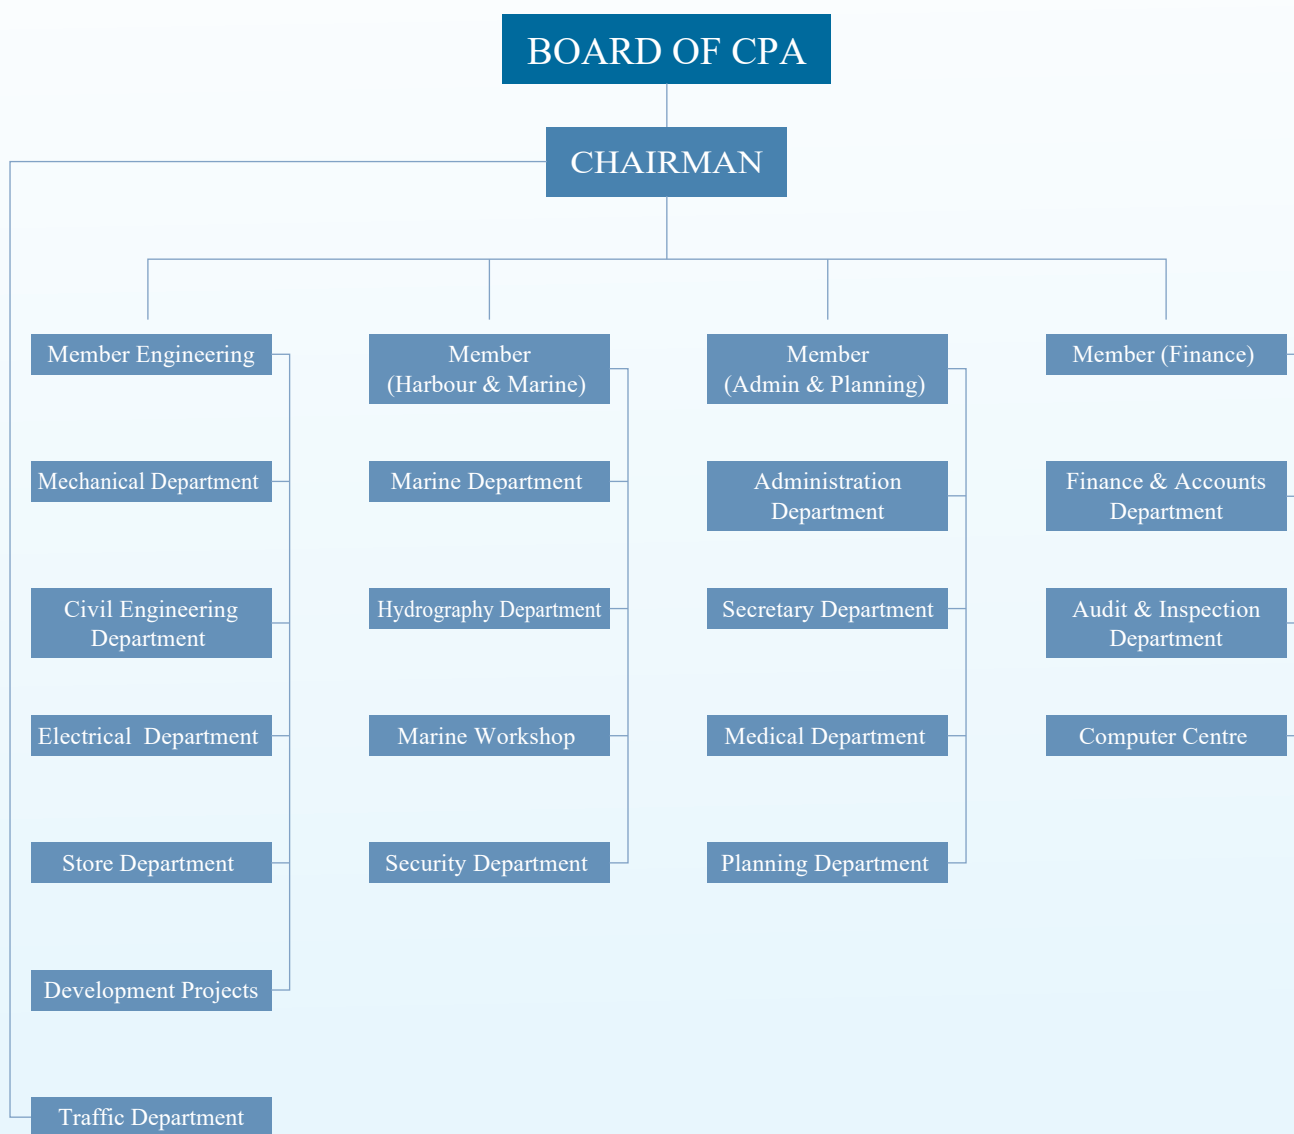 BOARD OF CPA
CHAIRMAN
Member Engineering
Mechanical Department
Civil Engineering
Department
Electrical Department
Store Department
Development Projects
Traffic Department
Member
(Harbour & Marine)
Marine Department
Hydrography Department
Marine Workshop
Security Department
Member
(Admin & Planning)
Administration
Department
Secretary Department
Medical Department
Planning Department
Member (Finance)
Finance & Accounts
Department
Audit & Inspection
Department
Computer Centre